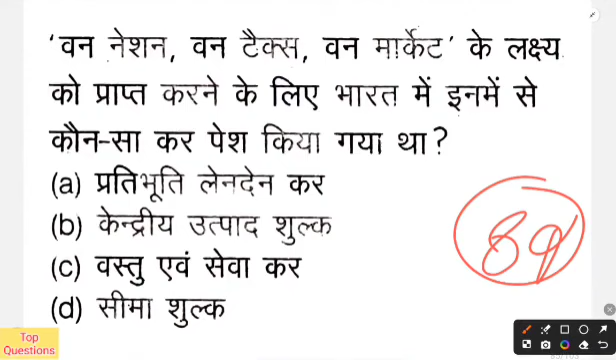 ‘वन नेशन, वन टैक्स, वन मार्केट’ के लक्ष्य
को प्राप्त करने के लिए भारत में इनमें से
कौन-सा कर पेश किया गया था?
(a) प्रतिभूति लेनदेन कर
(b) केन्द्रीय उत्पाद शुल्क
(c) वस्तु एवं सेवा कर
(d) सीमा शुल्क
Top
Questions